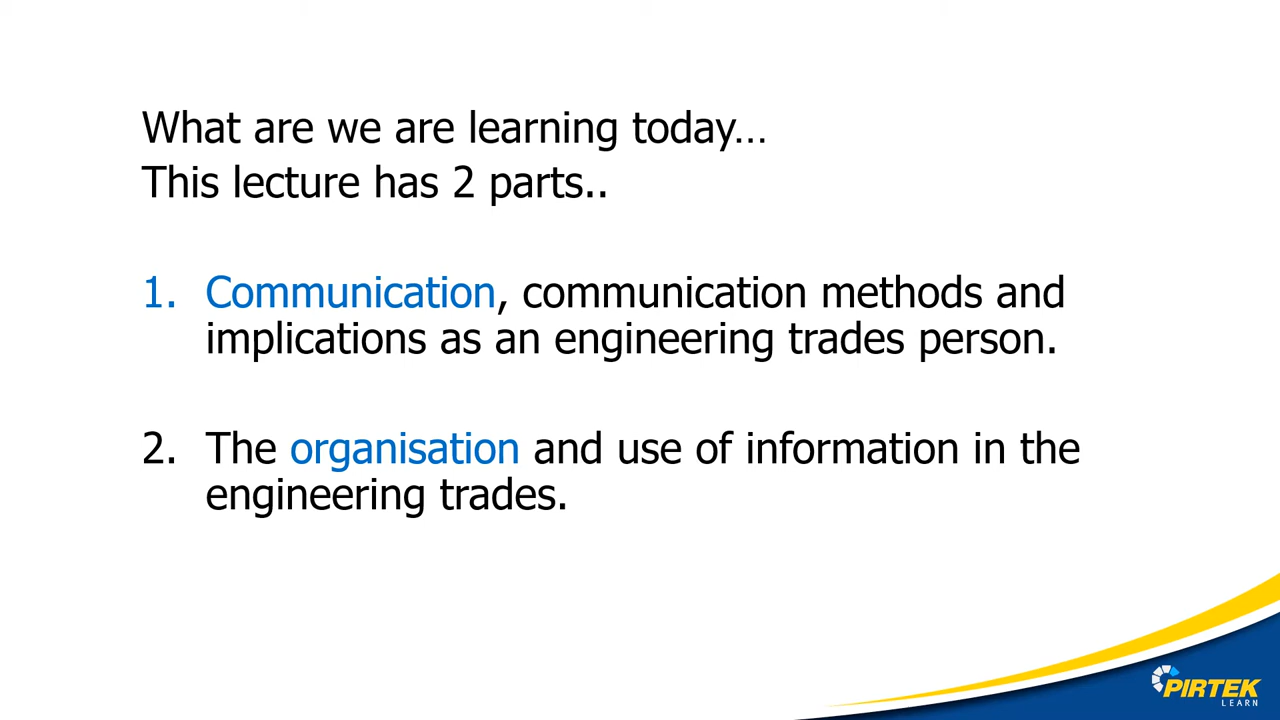 What are we are learning today…
This lecture has 2 parts..
1. Communication, communication methods and
implications as an engineering trades person.
2. The organisation and use of information in the
engineering trades.
PIRTEK
LEARN